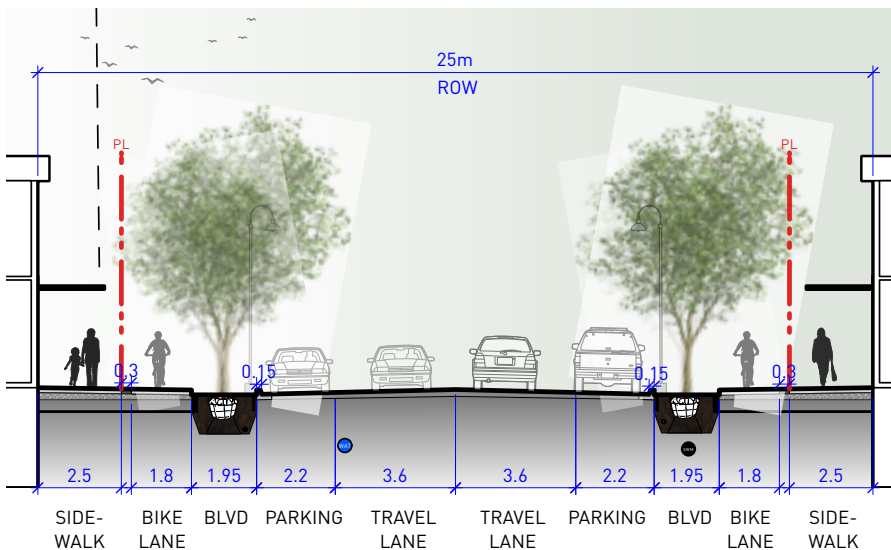 25m
ROW
PL
PL
0.3
0.15
0.15
0.3
WAT
SWM
2.5
1.8
1.95
2.2
3.6
3.6
2.2
1.95
1.8
2.5
SIDE-
WALK
BIKE
LANE
BLVD
PARKING
TRAVEL
LANE
TRAVEL
LANE
PARKING
BLVD
BIKE
LANE
SIDE-
WALK